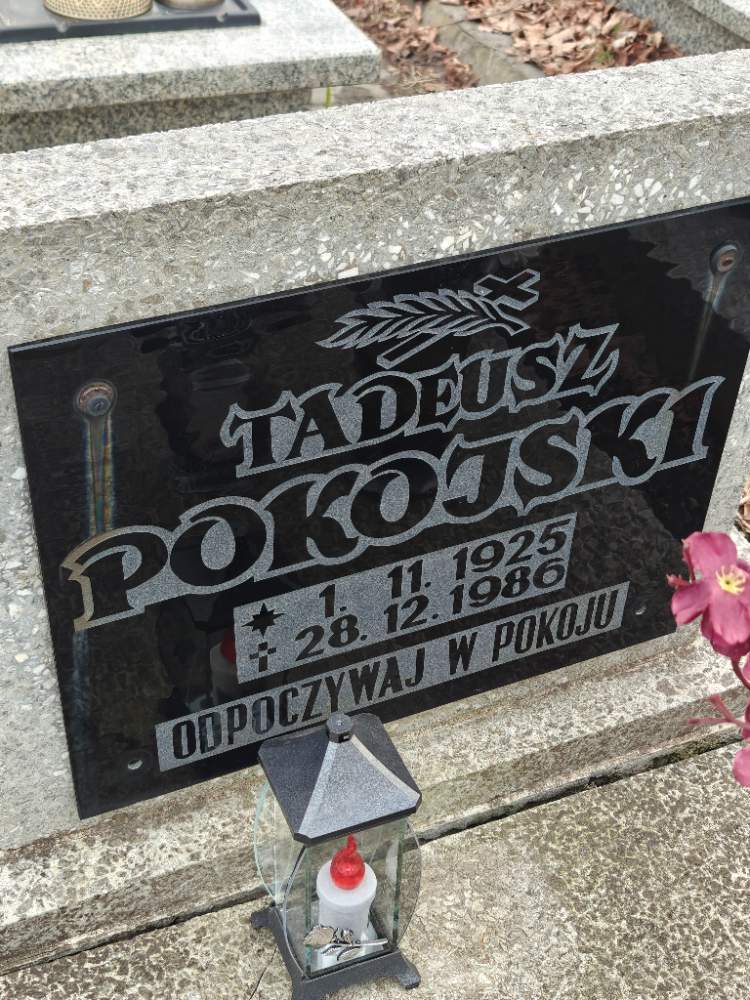 TADEUSZ
POKOJSKI
✶ 1. 11. 1925
✝ 28. 12. 1986
ODPOCZYWAJ W POKOJU